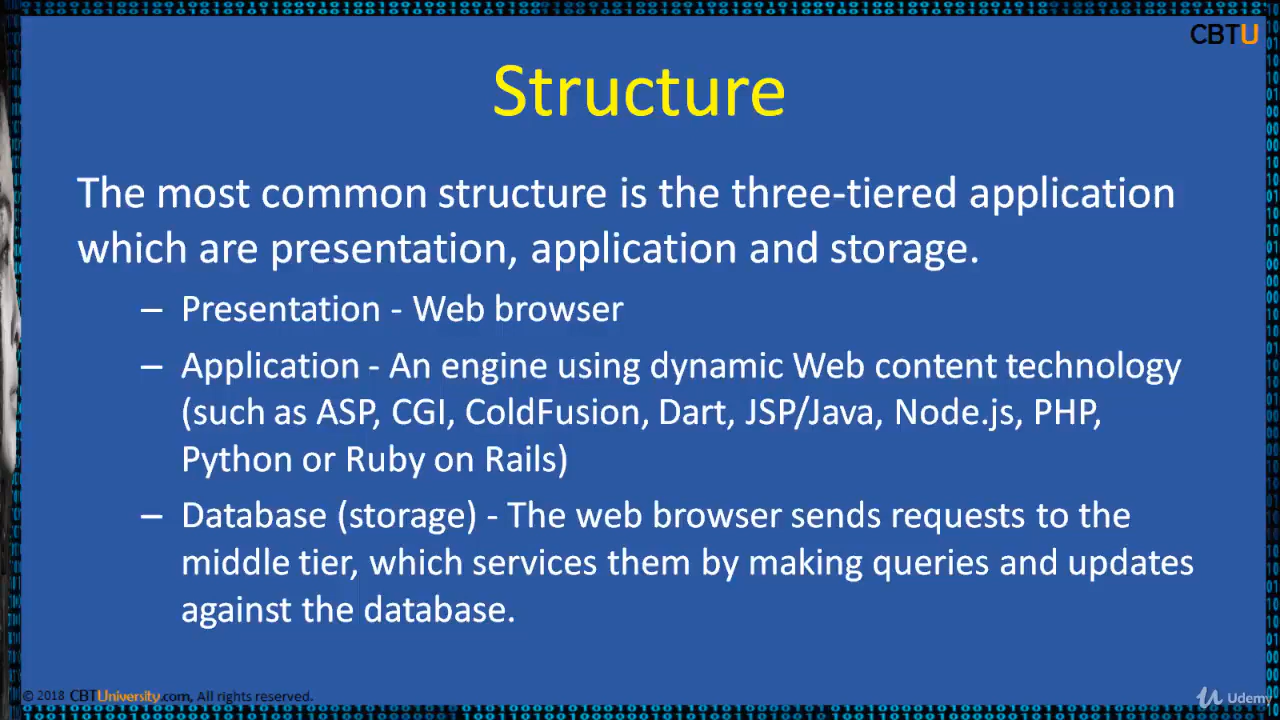 CBTU
Structure
The most common structure is the three-tiered application
which are presentation, application and storage.
– Presentation - Web browser
– Application - An engine using dynamic Web content technology
(such as ASP, CGI, ColdFusion, Dart, JSP/Java, Node.js, PHP,
Python or Ruby on Rails)
– Database (storage) - The web browser sends requests to the
middle tier, which services them by making queries and updates
against the database.
© 2018 CBTUniversity.com, All rights reserved.
Udemy